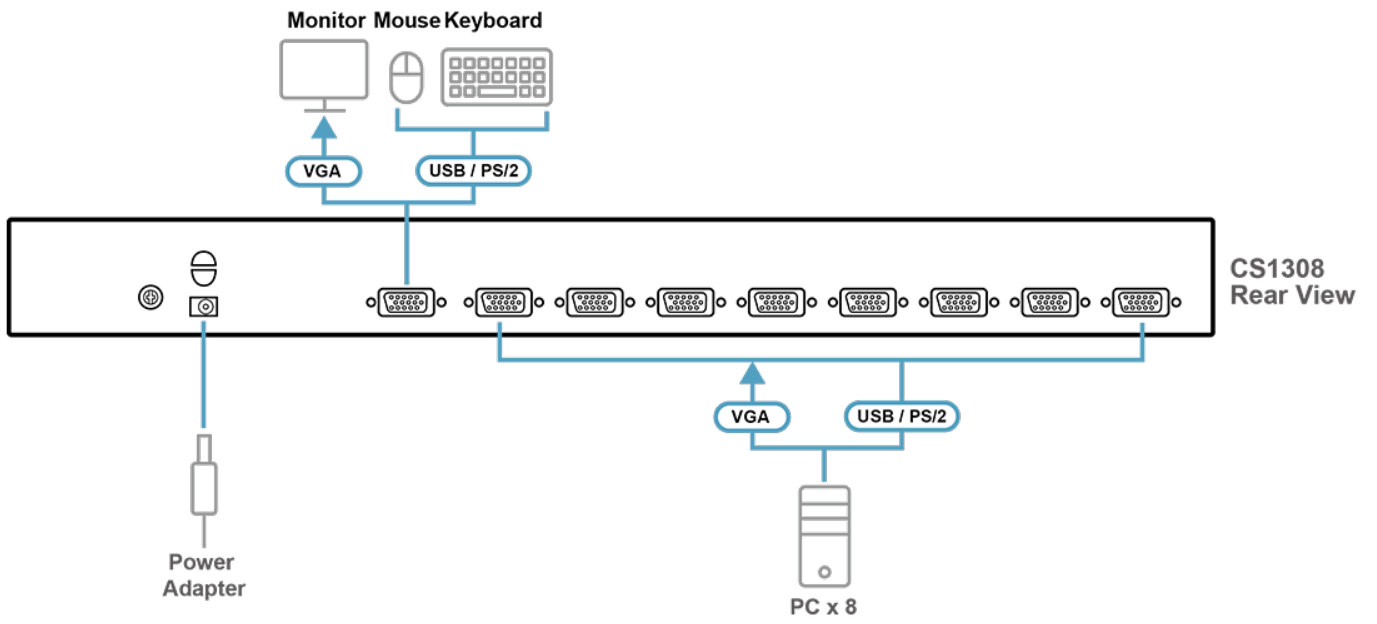 Monitor Mouse Keyboard
VGA
USB / PS/2
CS1308
Rear View
VGA
USB / PS/2
Power
Adapter
PC x 8